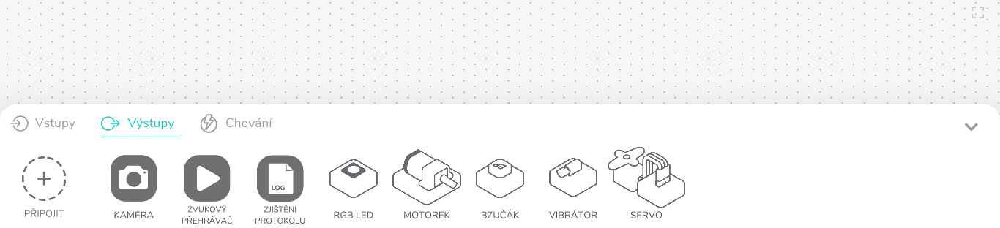 Vstupy
Výstupy
Chování
PŘIPOJIT
KAMERA
ZVUKOVÝ
PŘEHRÁVAČ
LOG
ZJIŠTĚNÍ
PROTOKOLU
RGB LED
MOTOREK
BZUČÁK
VIBRÁTOR
SERVO